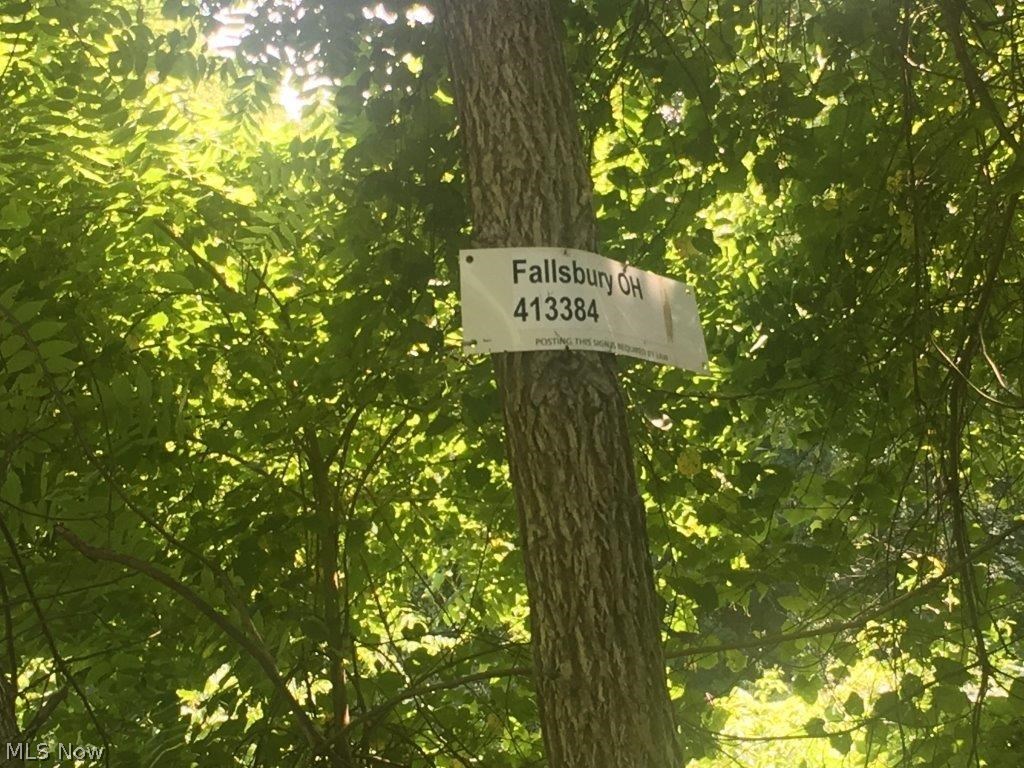 Fallsbury OH
413384
POSTING THIS SIGN IS REQUIRED BY LAW
MLS Now